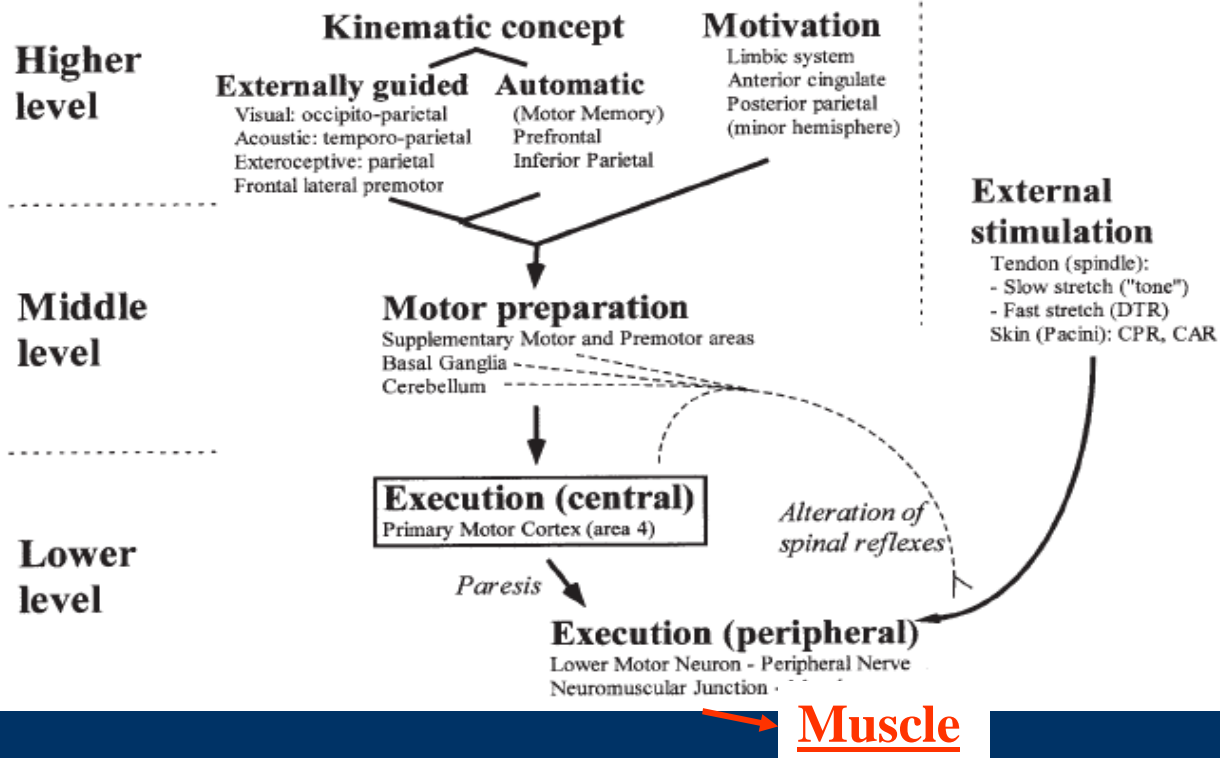 Higher
level
Kinematic concept
Externally guided
Visual: occipito-parietal
Acoustic: temporo-parietal
Exteroceptive: parietal
Frontal lateral premotor
Automatic
(Motor Memory)
Prefrontal
Inferior Parietal
Motivation
Limbic system
Anterior cingulate
Posterior parietal
(minor hemisphere)
External
stimulation
Tendon (spindle):
- Slow stretch ("tone")
- Fast stretch (DTR)
Skin (Pacini): CPR, CAR
Middle
level
Motor preparation
Supplementary Motor and Premotor areas
Basal Ganglia
Cerebellum
Lower
level
Execution (central)
Primary Motor Cortex (area 4)
Alteration of
spinal reflexes
Paresis
Execution (peripheral)
Lower Motor Neuron - Peripheral Nerve
Neuromuscular Junction -
Muscle